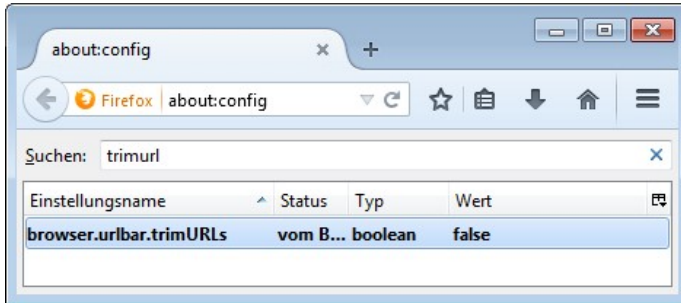 about:config
Firefox about:config
Suchen: trimurl
Einstellungsname Status Typ Wert
browser.urlbar.trimURLs vom B... boolean false